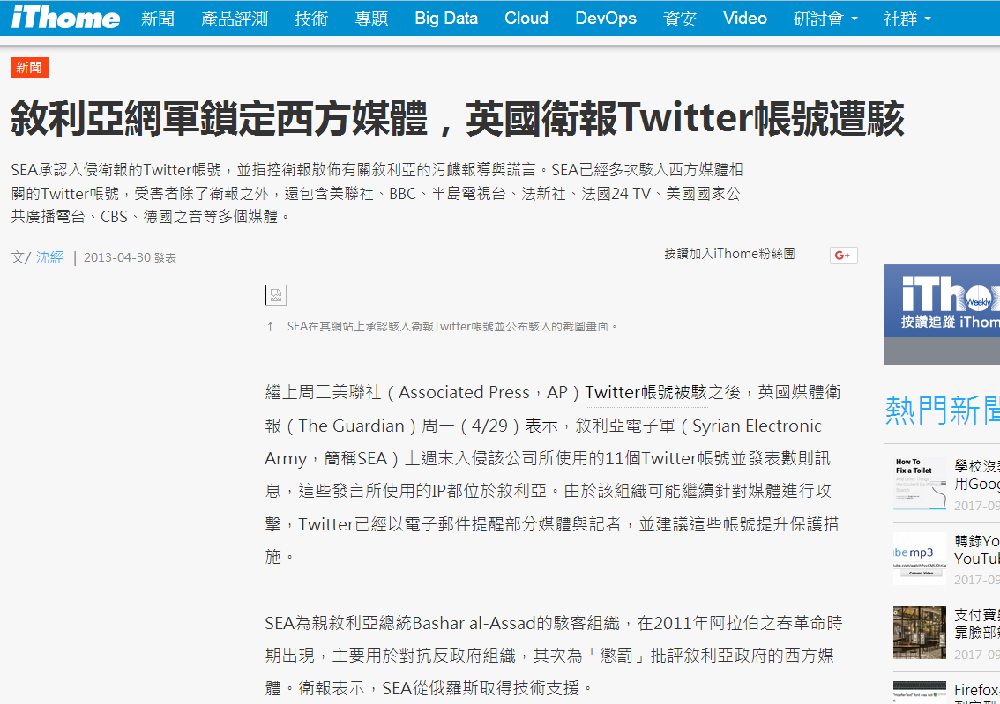 iThome 新聞 產品評測 技術 專題 Big Data Cloud DevOps 資安 Video 研討會 社群
新聞
敘利亞網軍鎖定西方媒體，英國衛報Twitter帳號遭駭
SEA承認入侵衛報的Twitter帳號，並指控衛報散佈有關敘利亞的污衊報導與謊言。SEA已經多次駭入西方媒體相
關的Twitter帳號，受害者除了衛報之外，還包含美聯社、BBC、半島電視台、法新社、法國24 TV、美國國家公
共廣播電台、CBS、德國之音等多個媒體。
文/ 沈經 | 2013-04-30 發表
按讚加入iThome粉絲團
G+
↑ SEA在其網站上承認駭入衛報Twitter帳號並公布駭入的截圖畫面。
繼上周二美聯社（Associated Press，AP）Twitter帳號被駭之後，英國媒體衛
報（The Guardian）周一（4/29）表示，敘利亞電子軍（Syrian Electronic
Army，簡稱SEA）上週末入侵該公司所使用的11個Twitter帳號並發表數則訊
息，這些發言所使用的IP都位於敘利亞。由於該組織可能繼續針對媒體進行攻
擊，Twitter已經以電子郵件提醒部分媒體與記者，並建議這些帳號提升保護措
施。
SEA為親敘利亞總統Bashar al-Assad的駭客組織，在2011年阿拉伯之春革命時
期出現，主要用於對抗反政府組織，其次為「懲罰」批評敘利亞政府的西方媒
體。衛報表示，SEA從俄羅斯取得技術支援。
iTho
Weekly
按讚追蹤 iThom
熱門新聞
How To
Fix a Toilet
And Other Things
We Couldn't Do Without
Search
學校沒
用Goog
2017-09
be mp3
Convert Video
轉錄Yo
YouTub
2017-09
支付寶
靠臉部
2017-09
Firefox